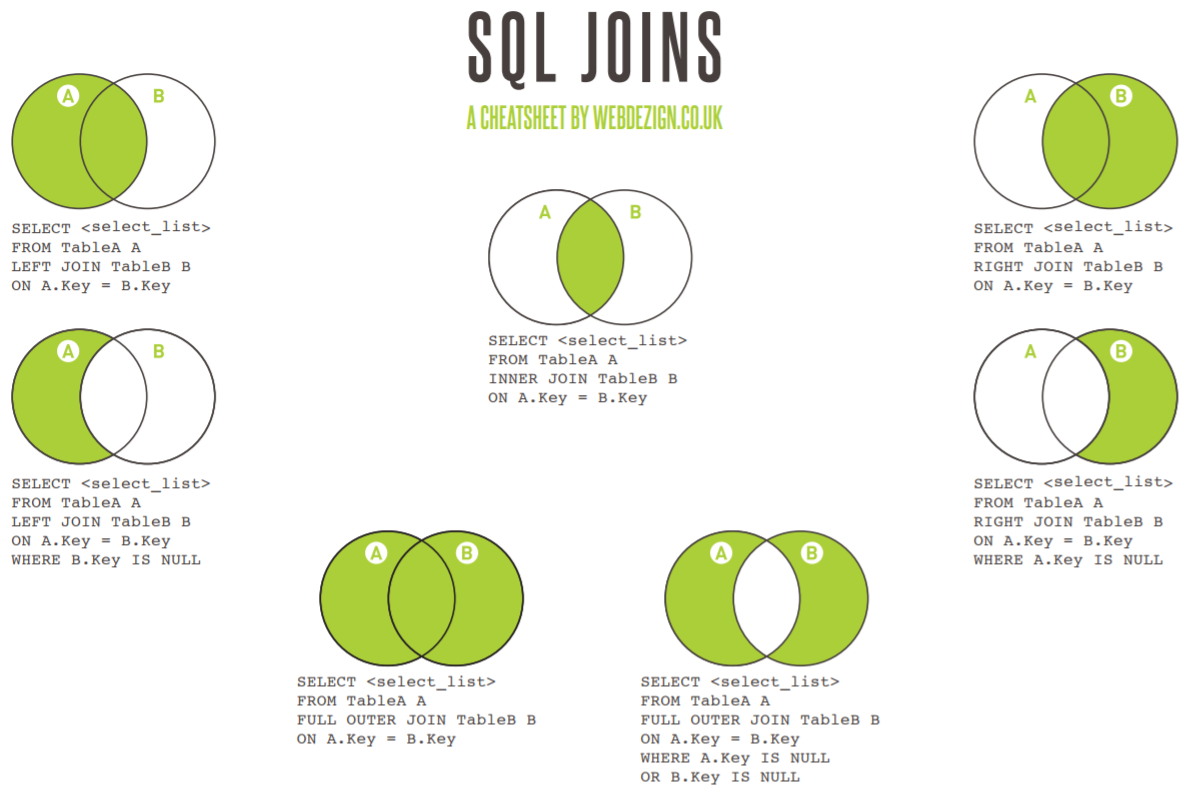 SQL JOINS
A CHEATSHEET BY WEBDEZIGN.CO.UK
A B
SELECT <select_list>
FROM TableA A
LEFT JOIN TableB B
ON A.Key = B.Key
A B
SELECT <select_list>
FROM TableA A
LEFT JOIN TableB B
ON A.Key = B.Key
WHERE B.Key IS NULL
A B
SELECT <select_list>
FROM TableA A
INNER JOIN TableB B
ON A.Key = B.Key
A B
SELECT <select_list>
FROM TableA A
RIGHT JOIN TableB B
ON A.Key = B.Key
A B
SELECT <select_list>
FROM TableA A
RIGHT JOIN TableB B
ON A.Key = B.Key
WHERE A.Key IS NULL
A B
SELECT <select_list>
FROM TableA A
FULL OUTER JOIN TableB B
ON A.Key = B.Key
A B
SELECT <select_list>
FROM TableA A
FULL OUTER JOIN TableB B
ON A.Key = B.Key
WHERE A.Key IS NULL
OR B.Key IS NULL